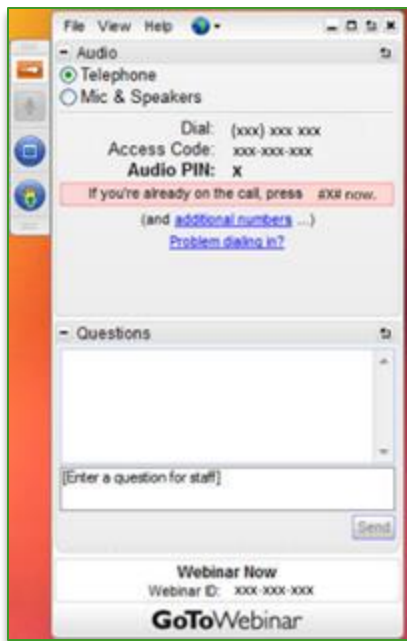 File View Help
Audio
Telephone
Mic & Speakers
Dial: (xxx) xxx xxx
Access Code: xxx-xxx-xxx
Audio PIN: X
If you're already on the call, press #X# now.
(and additional numbers ...)
Problem dialing in?
Questions
[Enter a question for staff]
Send
Webinar Now
Webinar ID: xxx-xxx-xxx
GoToWebinar